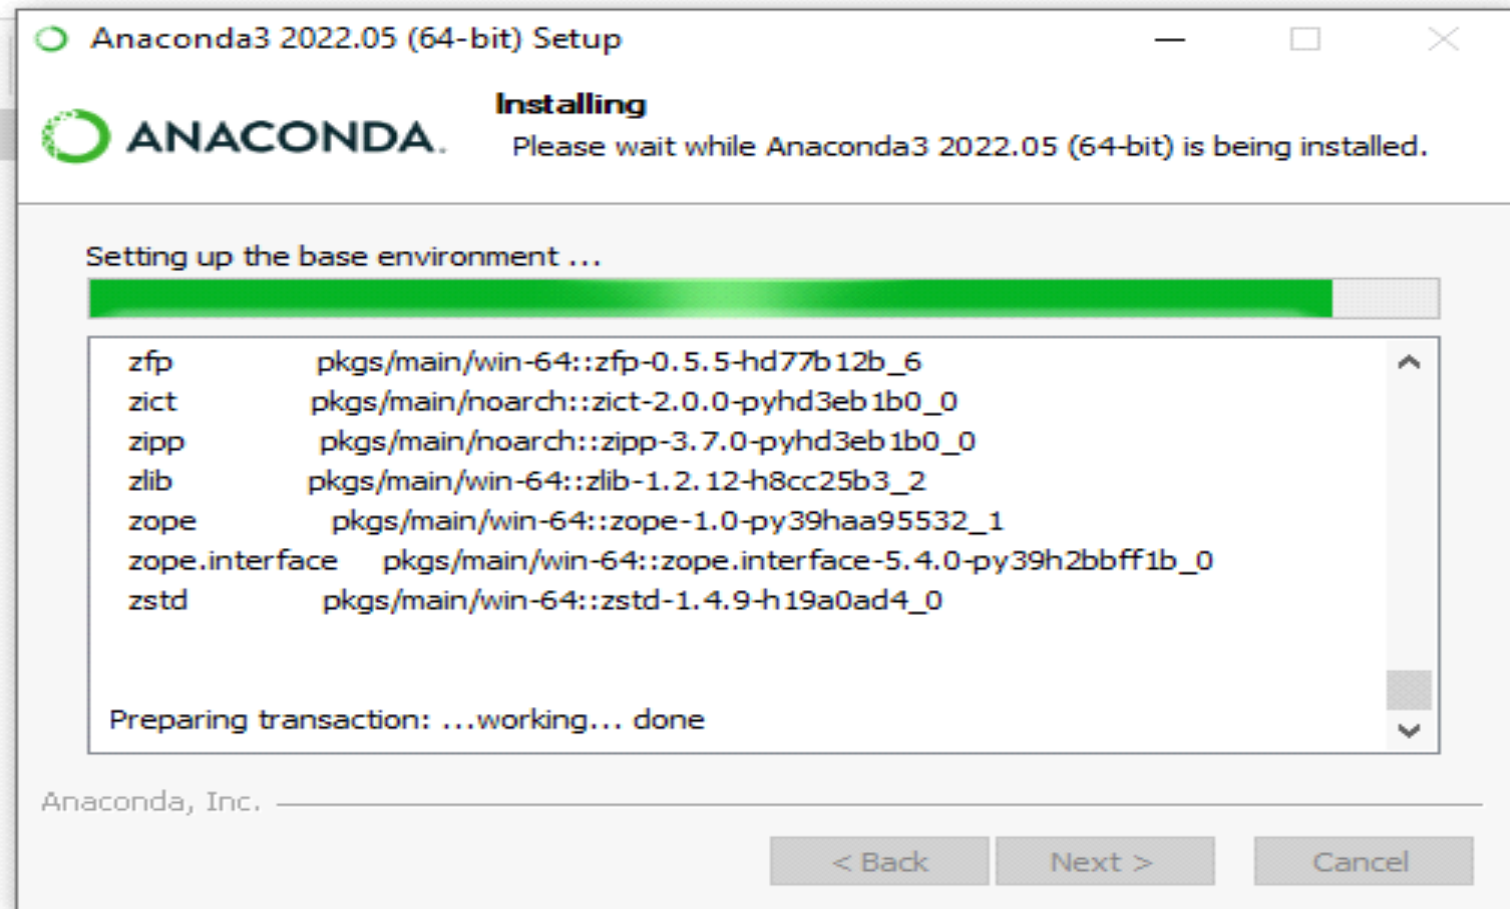 Anaconda3 2022.05 (64-bit) Setup
ANACONDA.
Installing
Please wait while Anaconda3 2022.05 (64-bit) is being installed.
Setting up the base environment ...
zfp pkgs/main/win-64::zfp-0.5.5-hd77b12b_6
zict pkgs/main/noarch::zict-2.0.0-pyhd3eb1b0_0
zipp pkgs/main/noarch::zipp-3.7.0-pyhd3eb1b0_0
zlib pkgs/main/win-64::zlib-1.2.12-h8cc25b3_2
zope pkgs/main/win-64::zope-1.0-py39haa95532_1
zope.interface pkgs/main/win-64::zope.interface-5.4.0-py39h2bbff1b_0
zstd pkgs/main/win-64::zstd-1.4.9-h19a0ad4_0
Preparing transaction: ...working... done
Anaconda, Inc.
< Back Next > Cancel